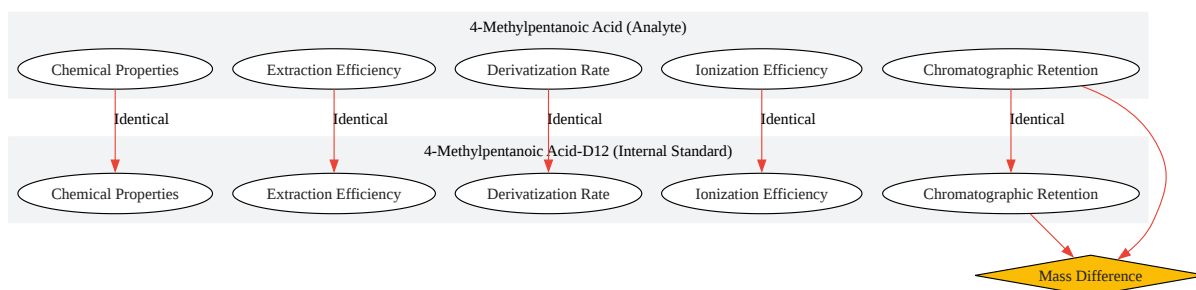 4-Methylpentanoic Acid (Analyte)
Chemical Properties Extraction Efficiency Derivatization Rate Ionization Efficiency Chromatographic Retention
Identical Identical Identical Identical Identical
4-Methylpentanoic Acid-D12 (Internal Standard)
Chemical Properties Extraction Efficiency Derivatization Rate Ionization Efficiency Chromatographic Retention
Mass Difference